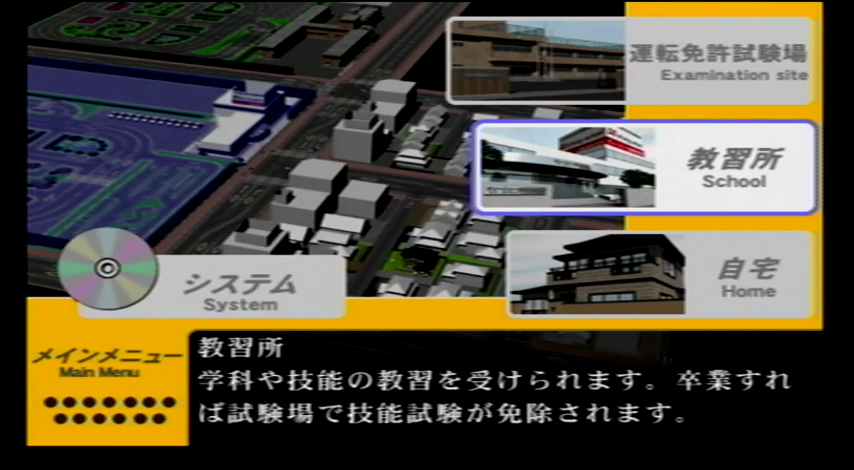 運転免許試験場
Examination site
教習所
School
自宅
Home
システム
System
メインメニュー
Main Menu
教習所
学科や技能の教習を受けられます。卒業すれ
ば試験場で技能試験が免除されます。